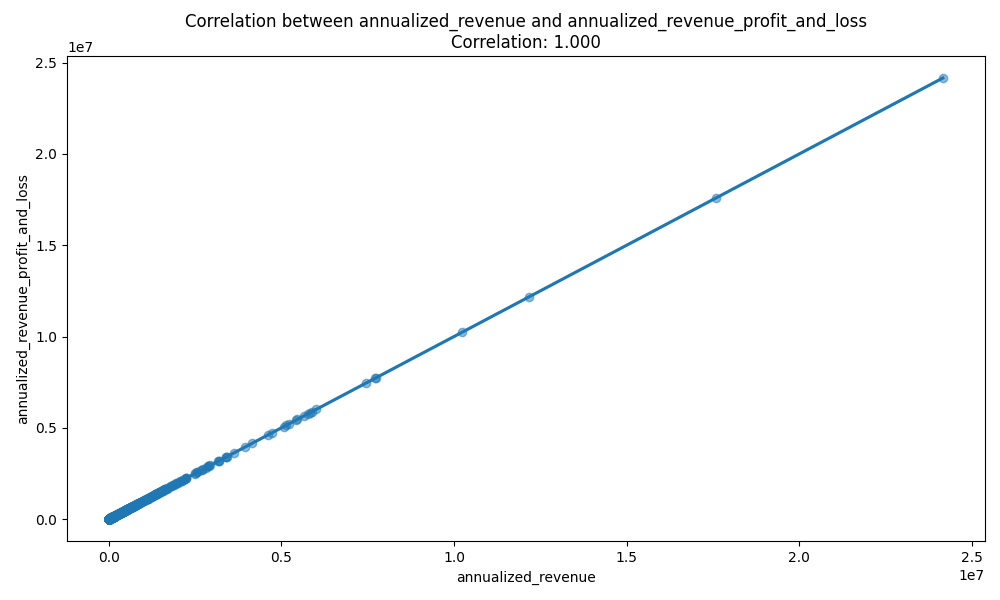 Correlation between annualized_revenue and annualized_revenue_profit_and_loss
Correlation: 1.000
1e7
2.5
2.0
1.5
1.0
0.5
0.0
annualized_revenue_profit_and_loss
0.0 0.5 1.0 1.5 2.0 2.5
1e7
annualized_revenue